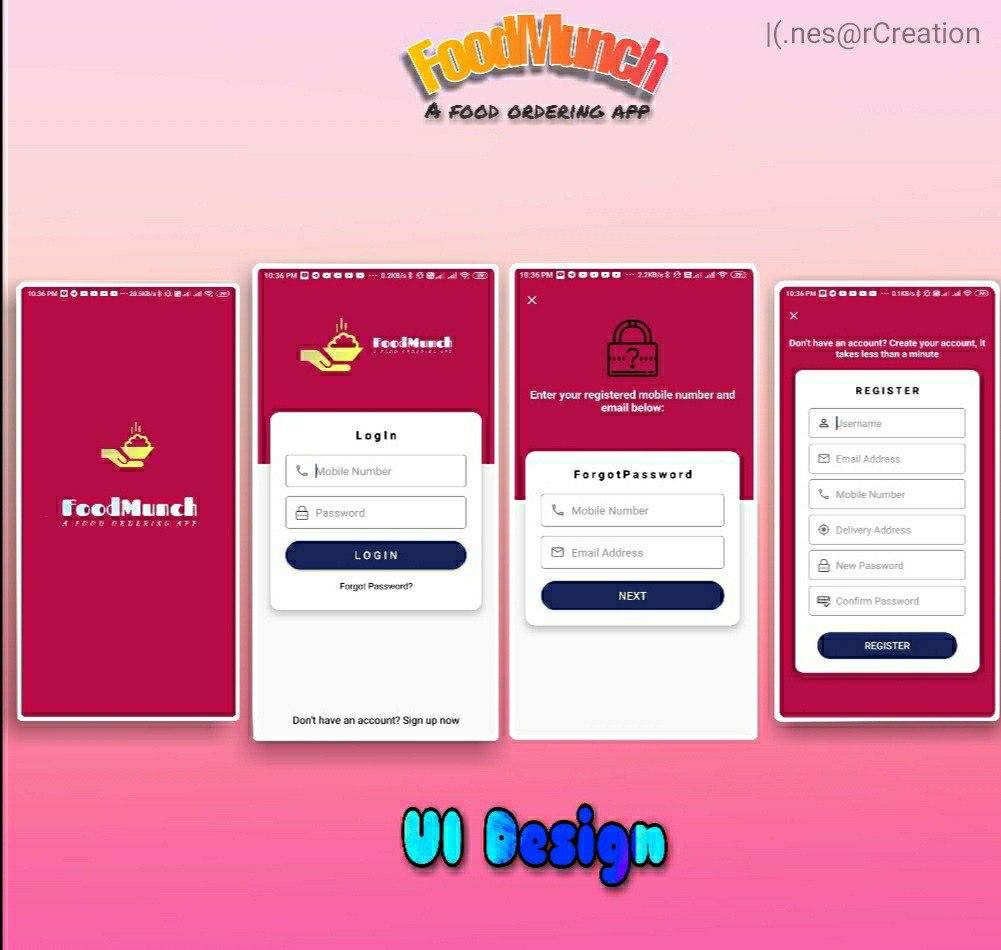 FoodMunch
A FOOD ORDERING APP
|(.nes@rCreation
10:36 PM ··· 28.5KB/s
FoodMunch
A FOOD ORDERING APP
10:36 PM ··· 0.2KB/s
FoodMunch
A FOOD ORDERING APP
LogIn
Mobile Number
Password
LOGIN
Forgot Password?
Don't have an account? Sign up now
10:36 PM ··· 2.2KB/s
Enter your registered mobile number and
email below:
ForgotPassword
Mobile Number
Email Address
NEXT
10:36 PM ··· 0.1KB/s
Don't have an account? Create your account, it
takes less than a minute
REGISTER
Username
Email Address
Mobile Number
Delivery Address
New Password
Confirm Password
REGISTER
UI Design